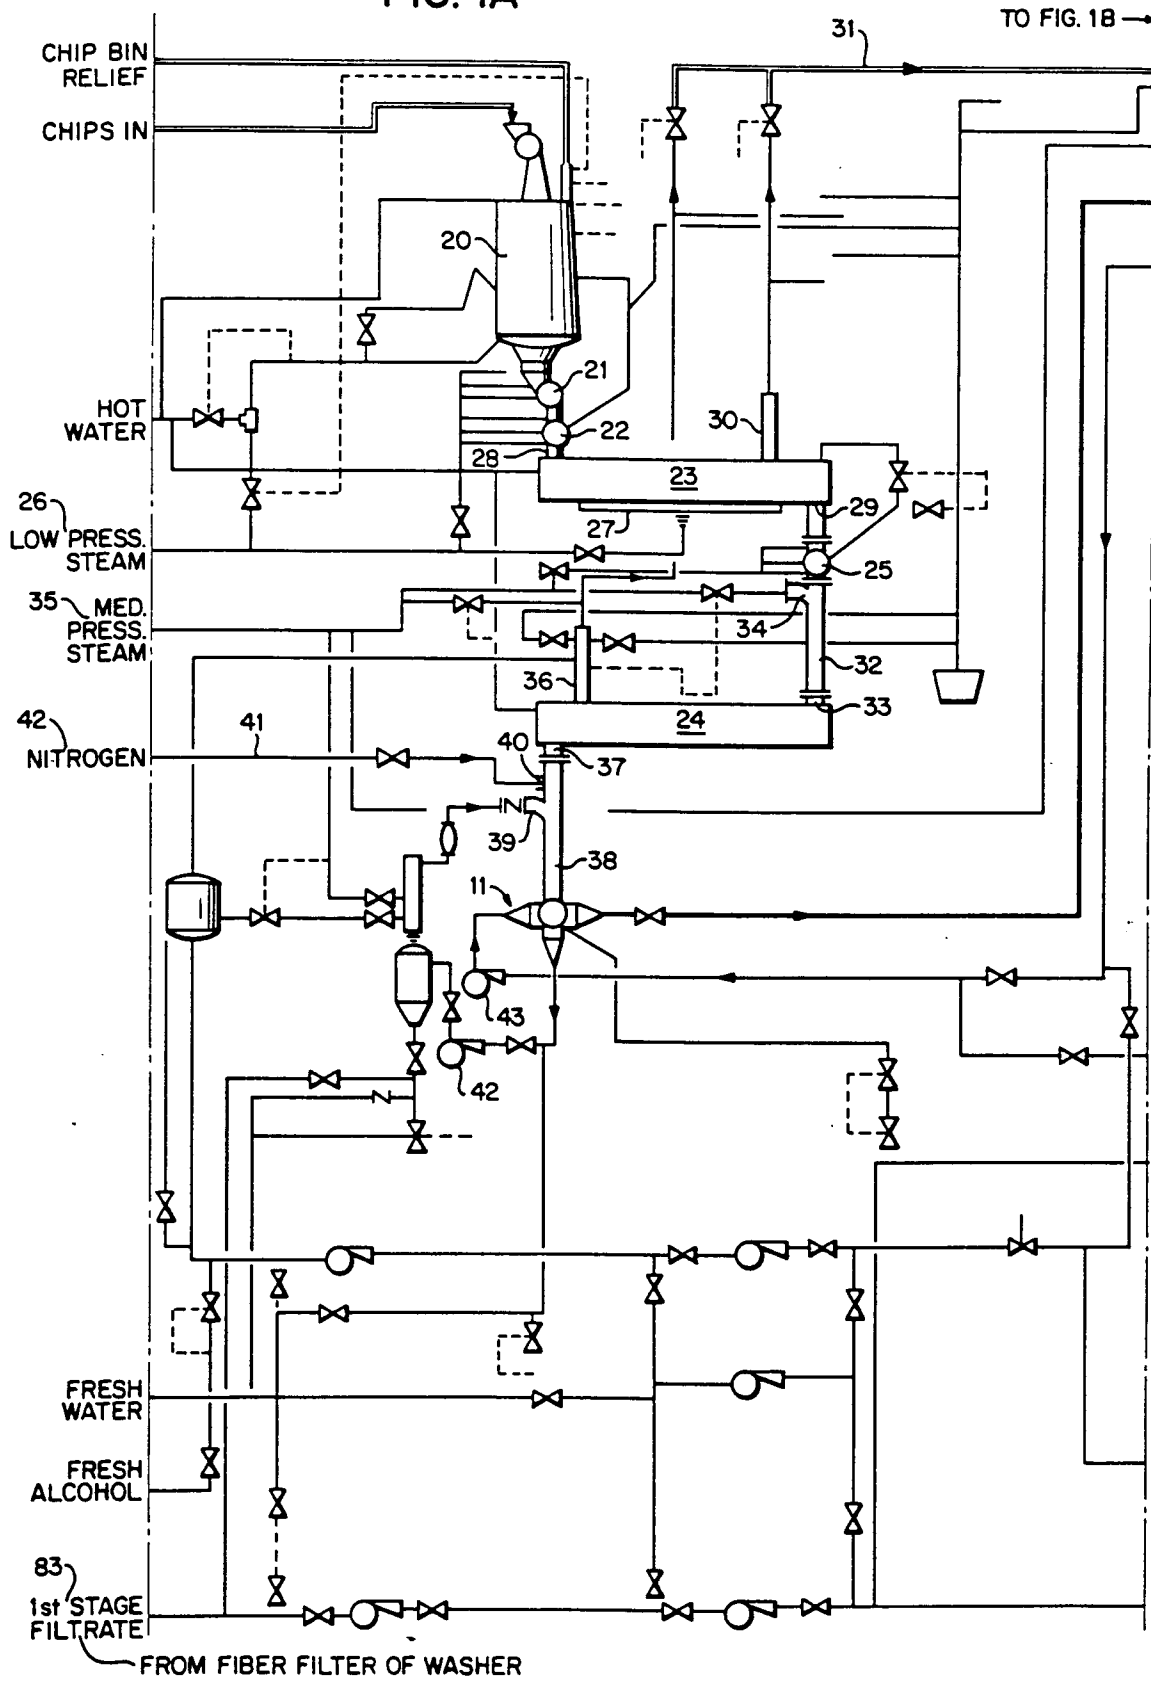 FIG. 1A
TO FIG. 1B
31
CHIP BIN
RELIEF
CHIPS IN
20
21
HOT
WATER
30
22
28
23
26
29
27
LOW PRESS.
STEAM
25
35
MED.
PRESS.
STEAM
34
32
36
33
24
42
41
40
37
NITROGEN
39
38
11
43
42
FRESH
WATER
FRESH
ALCOHOL
83
1st STAGE
FILTRATE
FROM FIBER FILTER OF WASHER